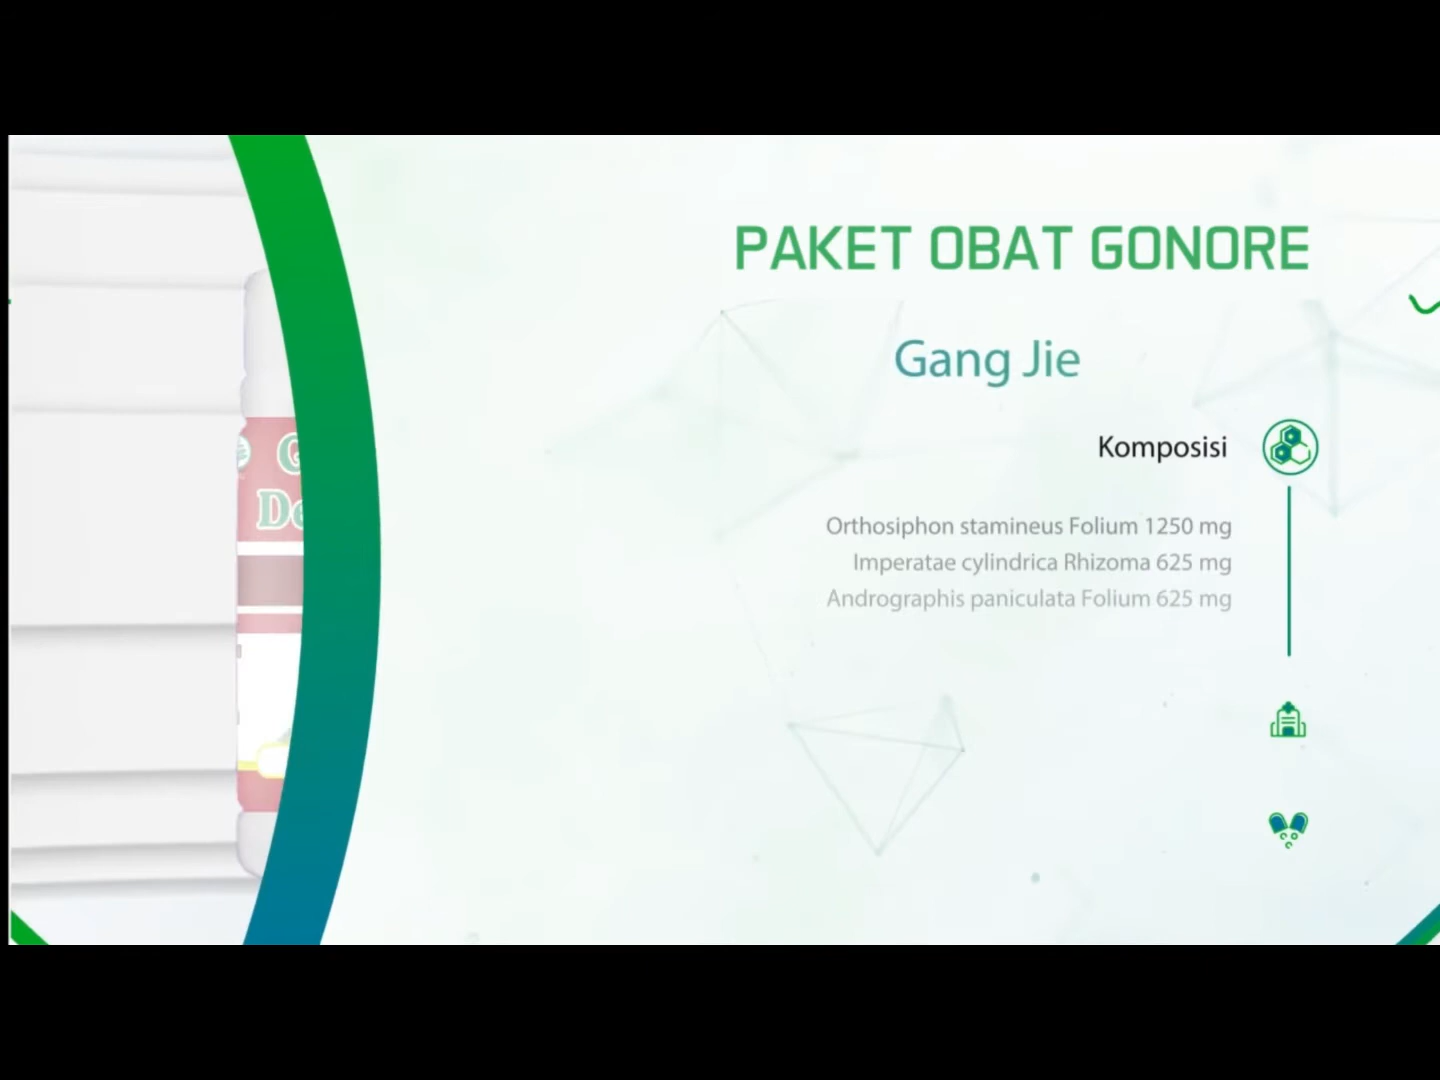 PAKET OBAT GONORE
Gang Jie
Komposisi
Orthosiphon stamineus Folium 1250 mg
Imperatae cylindrica Rhizoma 625 mg
Andrographis paniculata Folium 625 mg